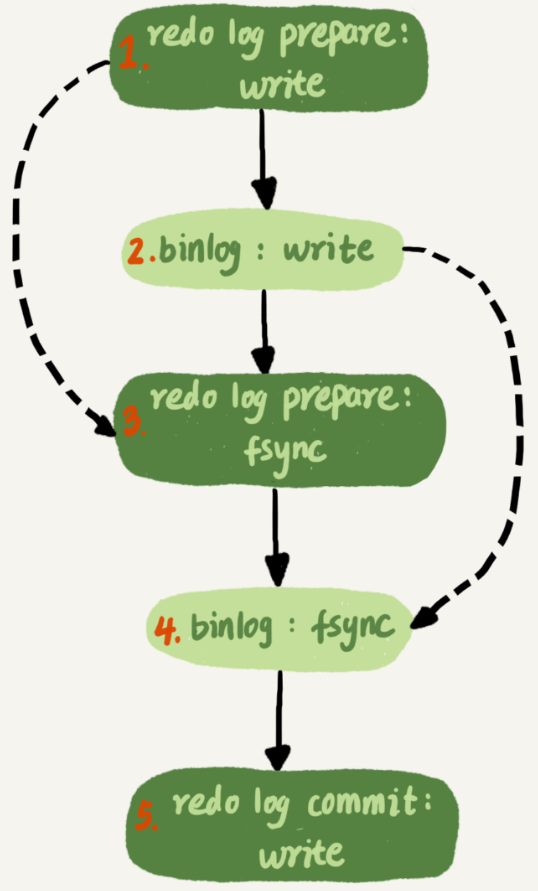 1. redo log prepare:
write
2. binlog : write
3. redo log prepare:
fsync
4. binlog : fsync
5. redo log commit:
write